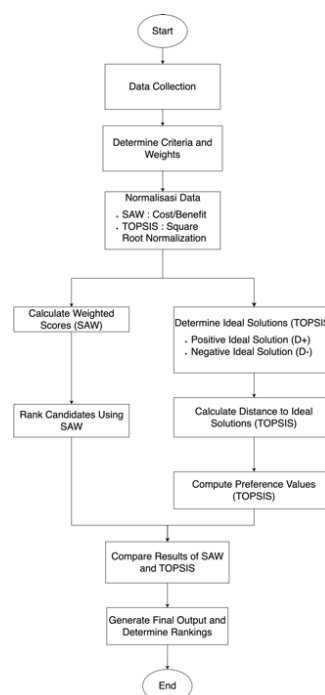 Start
Data Collection
Determine Criteria and
Weights
Normalisasi Data
• SAW : Cost/Benefit
• TOPSIS : Square
Root Normalization
Calculate Weighted
Scores (SAW)
Rank Candidates Using
SAW
Determine Ideal Solutions (TOPSIS
• Positive Ideal Solution (D+)
• Negative Ideal Solution (D-)
Calculate Distance to Ideal
Solutions (TOPSIS)
Compute Preference Values
(TOPSIS)
Compare Results of SAW
and TOPSIS
Generate Final Output and
Determine Rankings
End